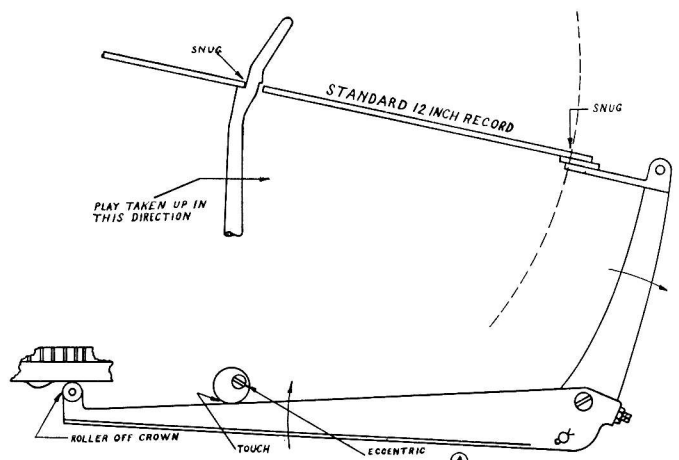 SNUG
STANDARD 12 INCH RECORD
SNUG
PLAY TAKEN UP IN
THIS DIRECTION
ROLLER OFF CROWN
TOUCH
ECCENTRIC
A